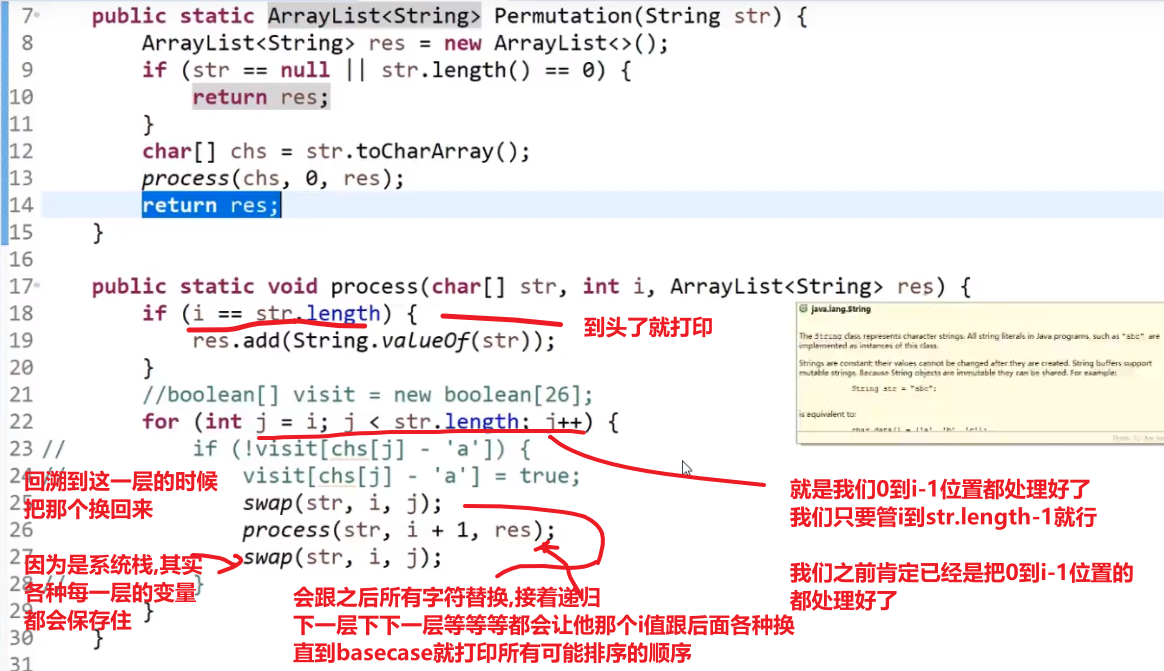 7 public static ArrayList<String> Permutation(String str) {
8 ArrayList<String> res = new ArrayList<>();
9 if (str == null || str.length() == 0) {
10 return res;
11 }
12 char[] chs = str.toCharArray();
13 process(chs, 0, res);
14 return res;
15 }
16
17 public static void process(char[] str, int i, ArrayList<String> res) {
18 if (i == str.length) {
到头了就打印
19 res.add(String.valueOf(str));
20 }
21 //boolean[] visit = new boolean[26];
22 for (int j = i; j < str.length; j++) {
23 // if (!visit[chs[j] - 'a']) {
24 visit[chs[j] - 'a'] = true;
25 swap(str, i, j);
26 process(str, i + 1, res);
27 swap(str, i, j);
28 // }
29 }
30 }
31
java.lang.String
The String class represents character strings. All string literals in Java programs, such as "abc" are
implemented as instances of this class.
Strings are constant; their values cannot be changed after they are created. String buffers support
mutable strings. Because String objects are immutable they can be shared. For example:
String str = "abc";
is equivalent to:
回溯到这一层的时候
把那个换回来
因为是系统栈,其实
各种每一层的变量
都会保存住
就是我们0到i-1位置都处理好了
我们只要管i到str.length-1就行
我们之前肯定已经是把0到i-1位置的
都处理好了
会跟之后所有字符替换,接着递归
下一层下下一层等等等都会让他那个i值跟后面各种换
直到basecase就打印所有可能排序的顺序